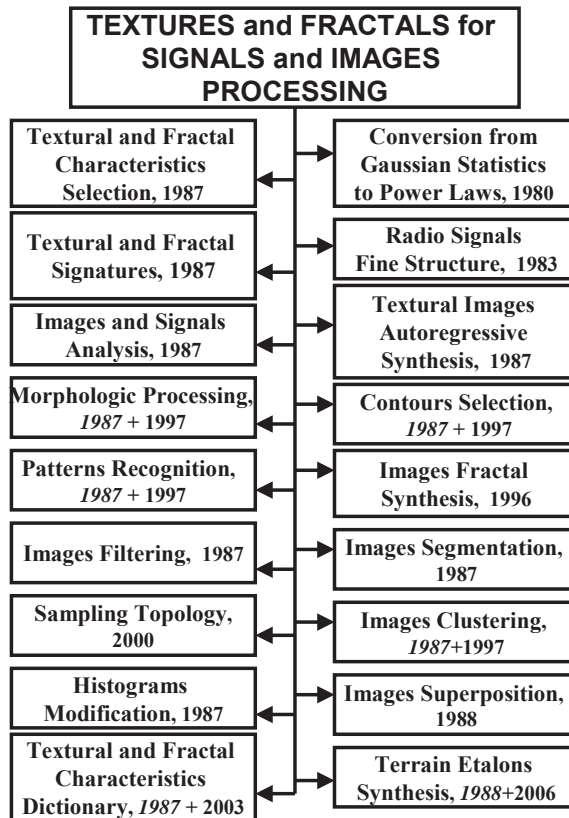 TEXTURES and FRACTALS for
SIGNALS and IMAGES
PROCESSING
Textural and Fractal
Characteristics
Selection, 1987
Textural and Fractal
Signatures, 1987
Images and Signals
Analysis, 1987
Morphologic Processing,
1987 + 1997
Patterns Recognition,
1987 + 1997
Images Filtering, 1987
Sampling Topology,
2000
Histograms
Modification, 1987
Textural and Fractal
Characteristics
Dictionary, 1987 + 2003
Conversion from
Gaussian Statistics
to Power Laws, 1980
Radio Signals
Fine Structure, 1983
Textural Images
Autoregressive
Synthesis, 1987
Contours Selection,
1987 + 1997
Images Fractal
Synthesis, 1996
Images Segmentation,
1987
Images Clustering,
1987+1997
Images Superposition,
1988
Terrain Etalons
Synthesis, 1988+2006